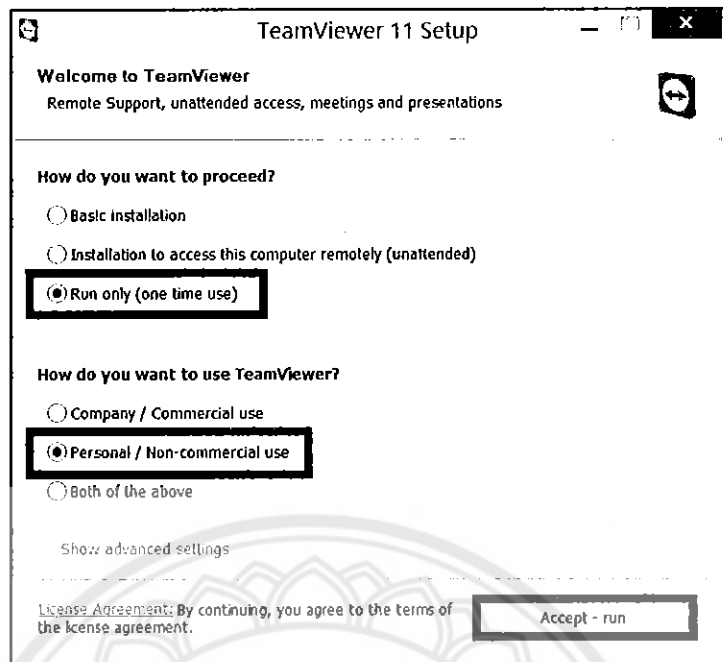 TeamViewer 11 Setup
Welcome to TeamViewer
Remote Support, unattended access, meetings and presentations
How do you want to proceed?
Basic installation
Installation to access this computer remotely (unattended)
Run only (one time use)
How do you want to use TeamViewer?
Company / Commercial use
Personal / Non-commercial use
Both of the above
Show advanced settings
License Agreement: By continuing, you agree to the terms of
the license agreement.
Accept - run